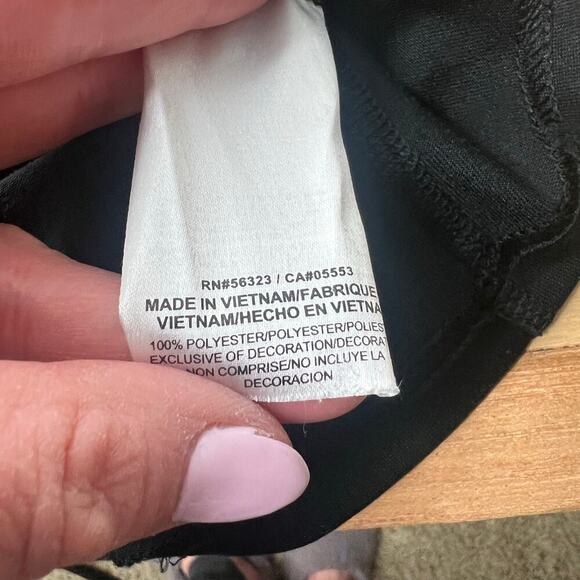 RN#56323 / CA#05553
MADE IN VIETNAM/FABRIQUE
VIETNAM/HECHO EN VIETNA
100% POLYESTER/POLYESTER/POLIEST
EXCLUSIVE OF DECORATION/DECORAT
NON COMPRISE/NO INCLUYE LA
DECORACION